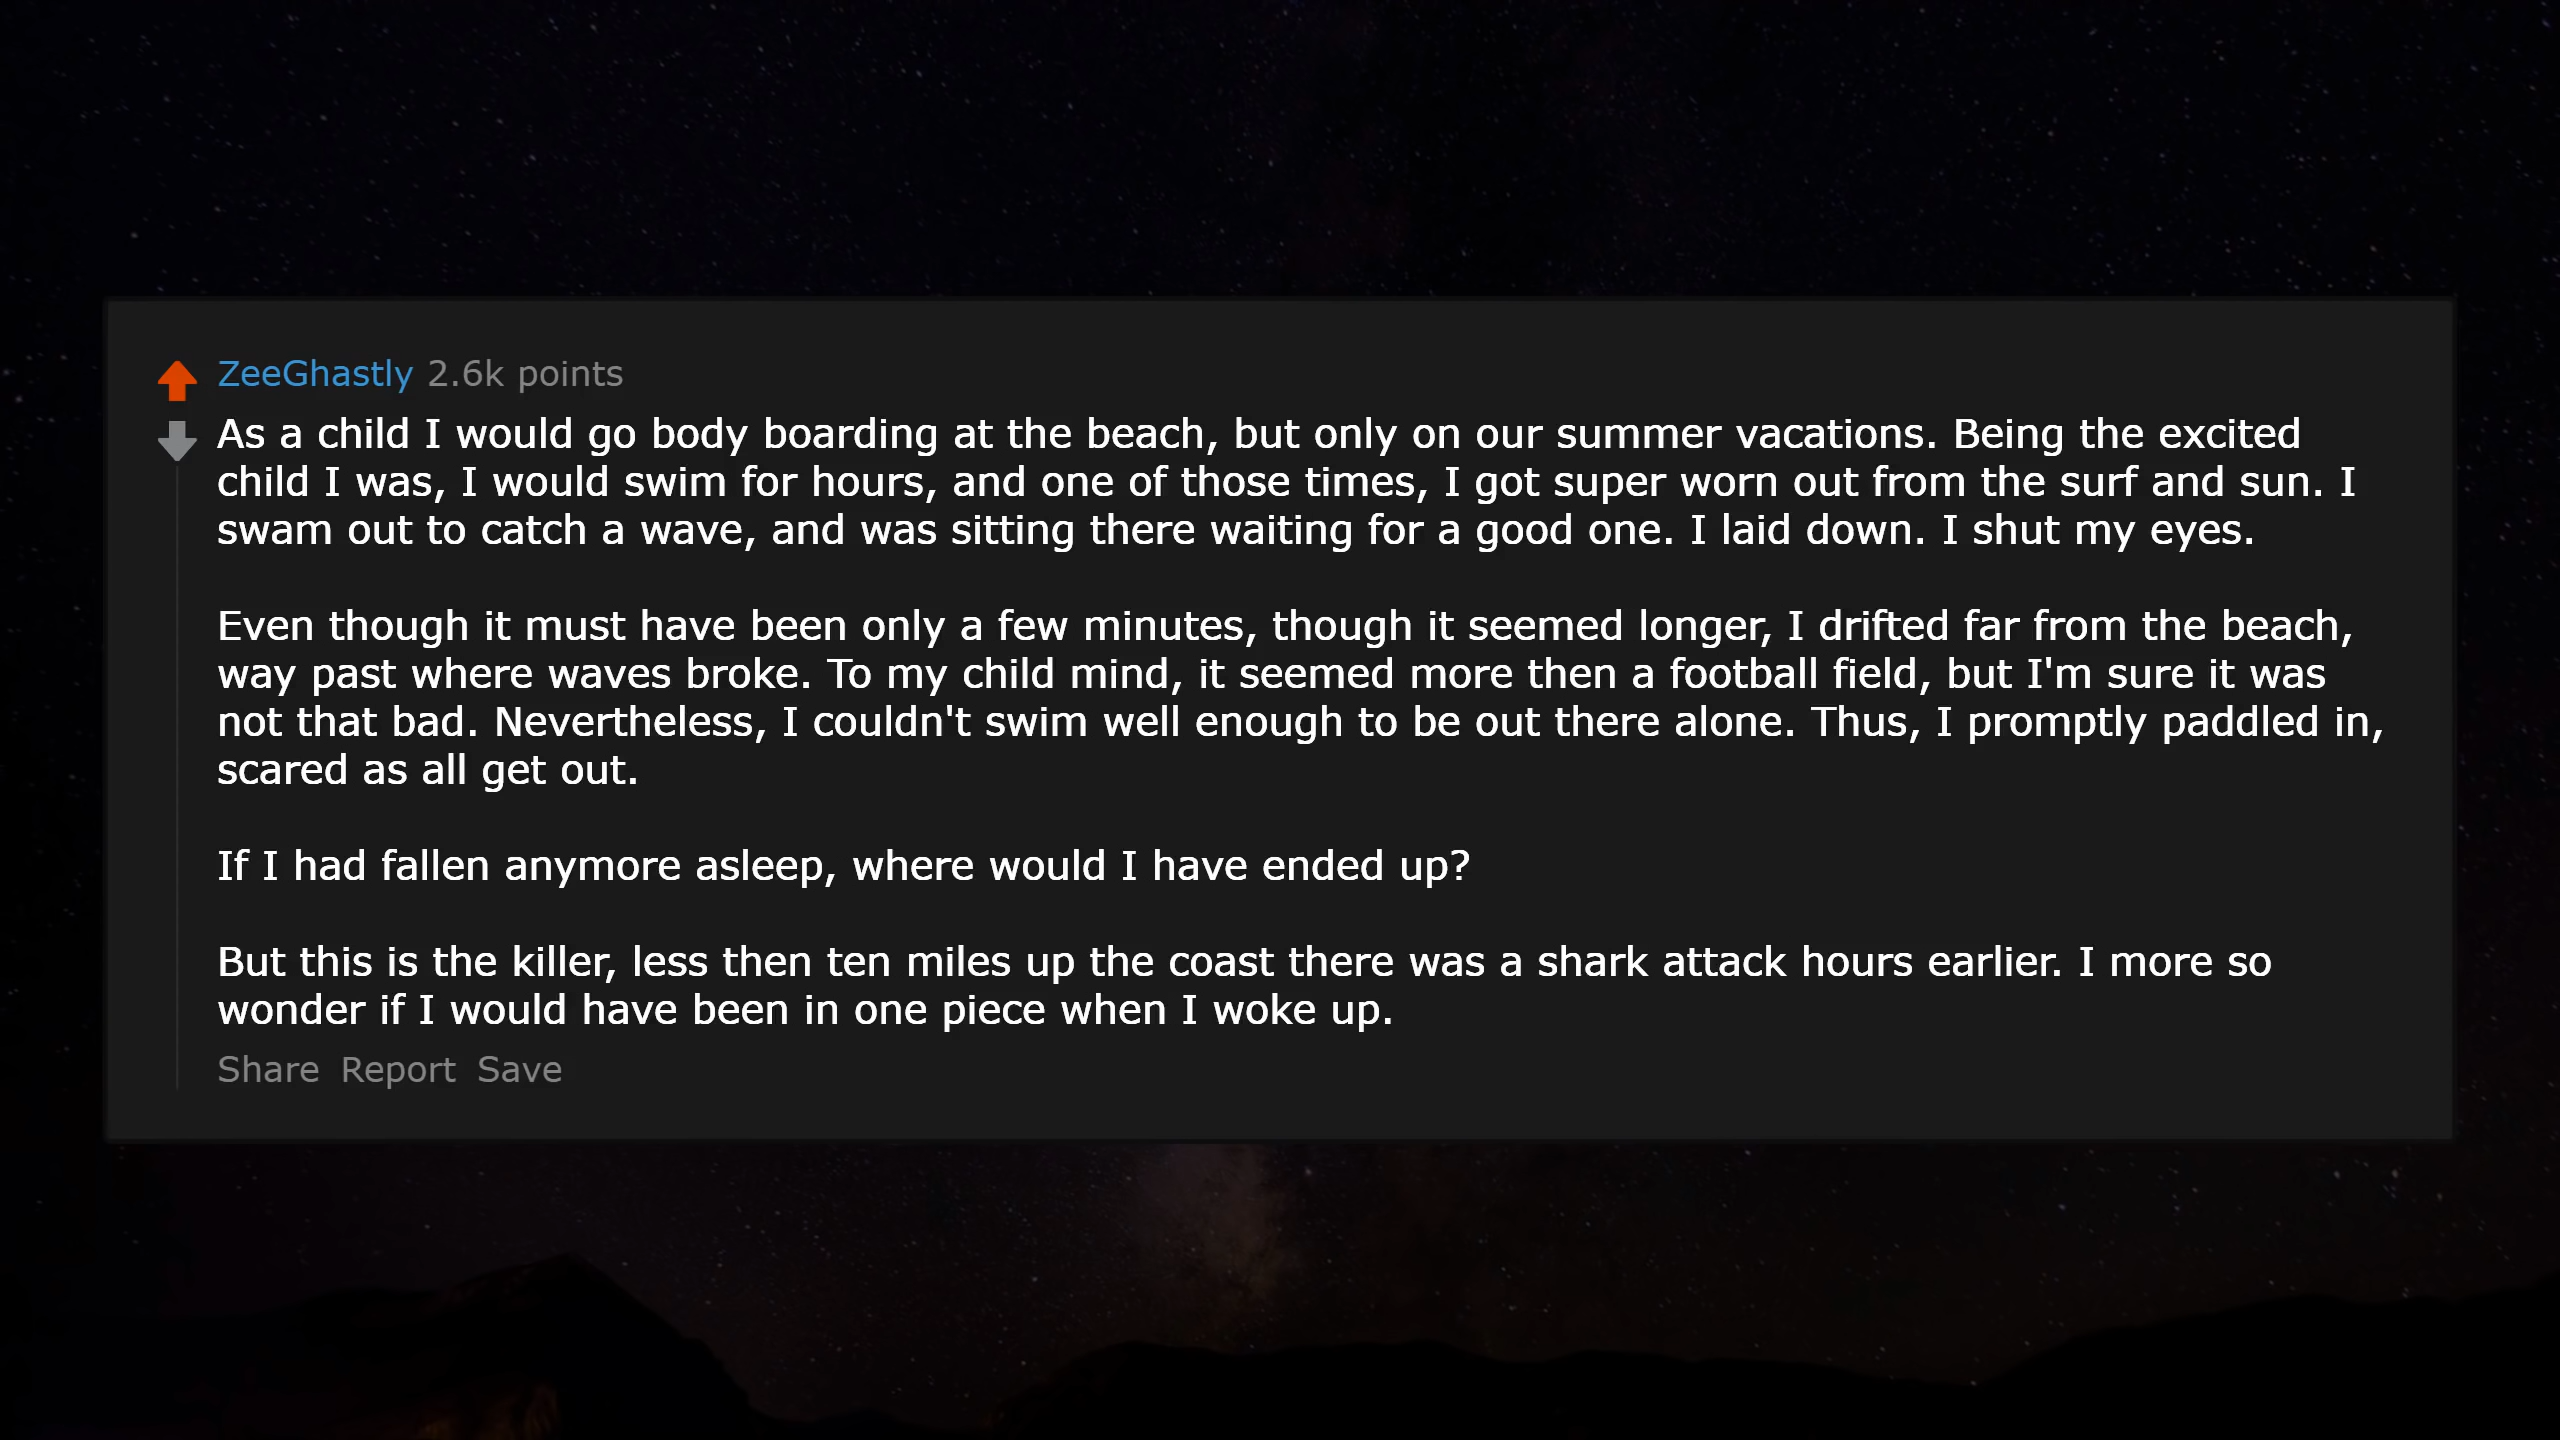 ZeeGhastly 2.6k points
As a child I would go body boarding at the beach, but only on our summer vacations. Being the excited
child I was, I would swim for hours, and one of those times, I got super worn out from the surf and sun. I
swam out to catch a wave, and was sitting there waiting for a good one. I laid down. I shut my eyes.
Even though it must have been only a few minutes, though it seemed longer, I drifted far from the beach,
way past where waves broke. To my child mind, it seemed more then a football field, but I'm sure it was
not that bad. Nevertheless, I couldn't swim well enough to be out there alone. Thus, I promptly paddled in,
scared as all get out.
If I had fallen anymore asleep, where would I have ended up?
But this is the killer, less then ten miles up the coast there was a shark attack hours earlier. I more so
wonder if I would have been in one piece when I woke up.
Share Report Save